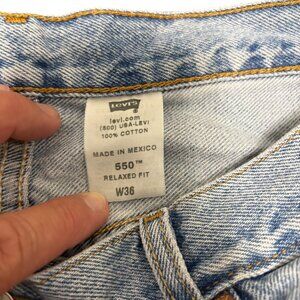 Levi's
levi.com
(800) USA-LEVI
100% COTTON
MADE IN MEXICO
550™
RELAXED FIT
W36